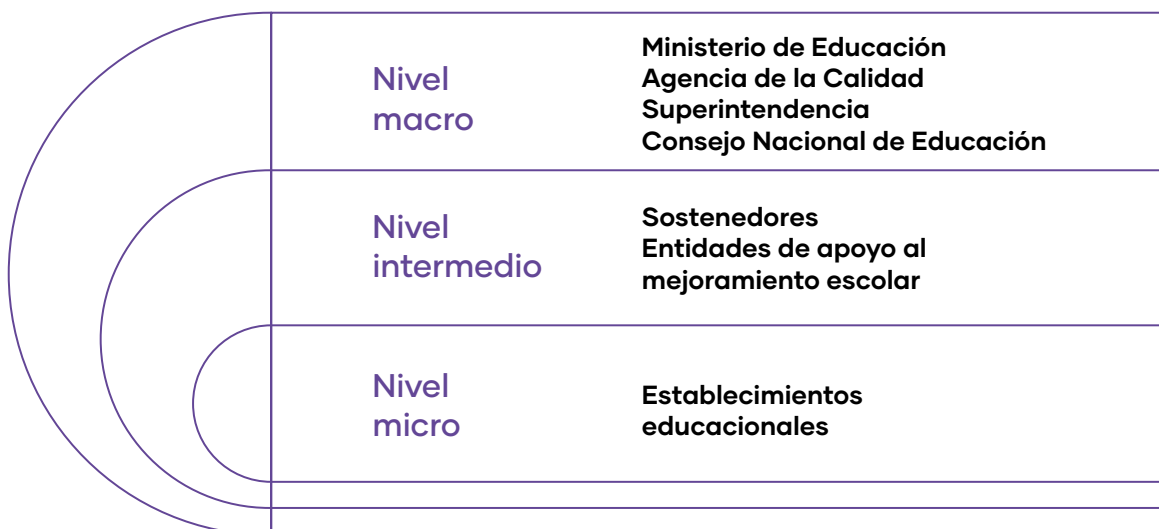 Nivel
macro
Ministerio de Educación
Agencia de la Calidad
Superintendencia
Consejo Nacional de Educación
Nivel
intermedio
Sostenedores
Entidades de apoyo al
mejoramiento escolar
Nivel
micro
Establecimientos
educacionales